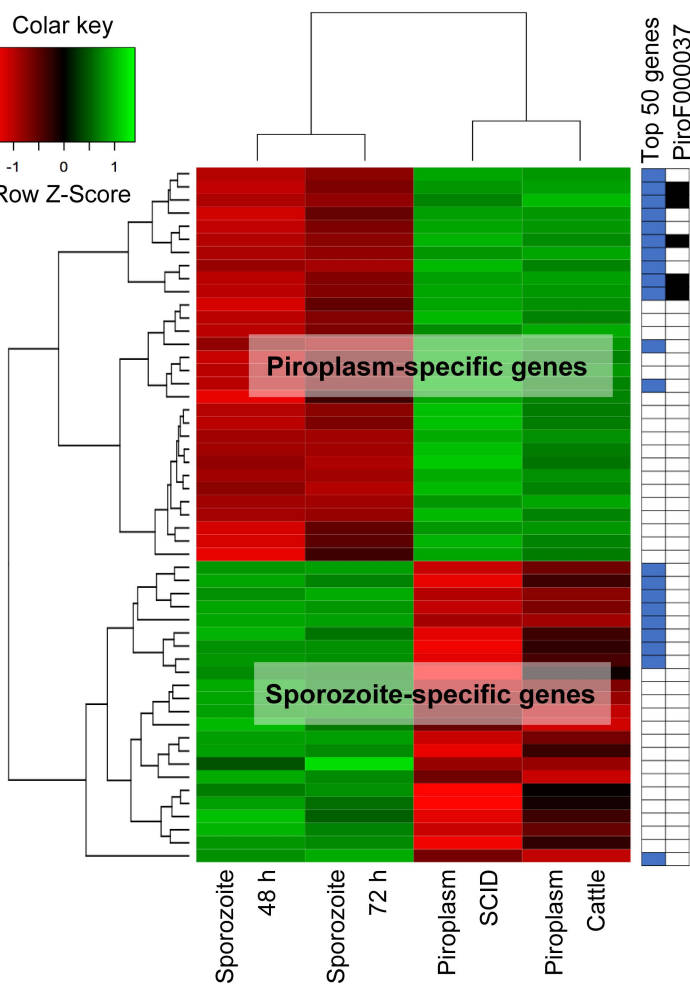 Colar key
-1 0 1
Row Z-Score
Top 50 genes
PiroF000037
Piroplasm-specific genes
Sporozoite-specific genes
Sporozoite
48 h
Sporozoite
72 h
Piroplasm
SCID
Piroplasm
Cattle